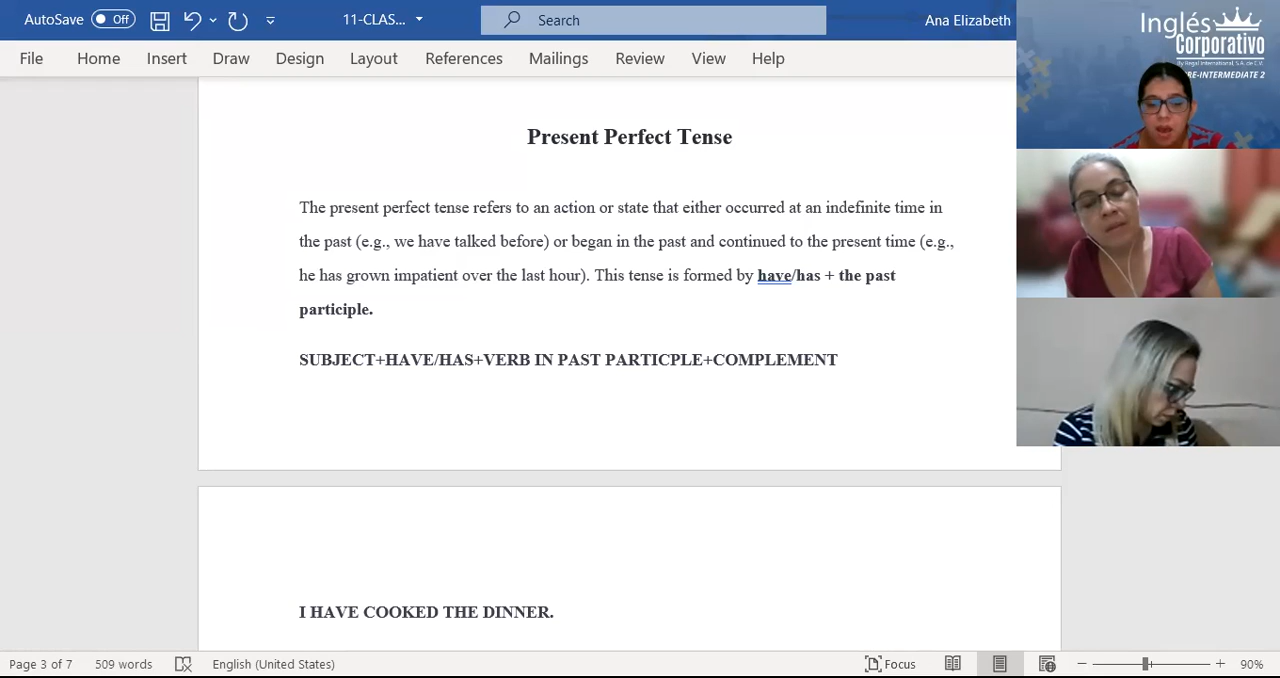 AutoSave Off 11-CLAS... Search Ana Elizabeth
File Home Insert Draw Design Layout References Mailings Review View Help
Inglés
Corporativo
By Regal International, S.A. de C.V.
RE-INTERMEDIATE 2
Present Perfect Tense
The present perfect tense refers to an action or state that either occurred at an indefinite time in
the past (e.g., we have talked before) or began in the past and continued to the present time (e.g.,
he has grown impatient over the last hour). This tense is formed by have/has + the past
participle.
SUBJECT+HAVE/HAS+VERB IN PAST PARTICPLE+COMPLEMENT
I HAVE COOKED THE DINNER.
Page 3 of 7 509 words English (United States) Focus 90%